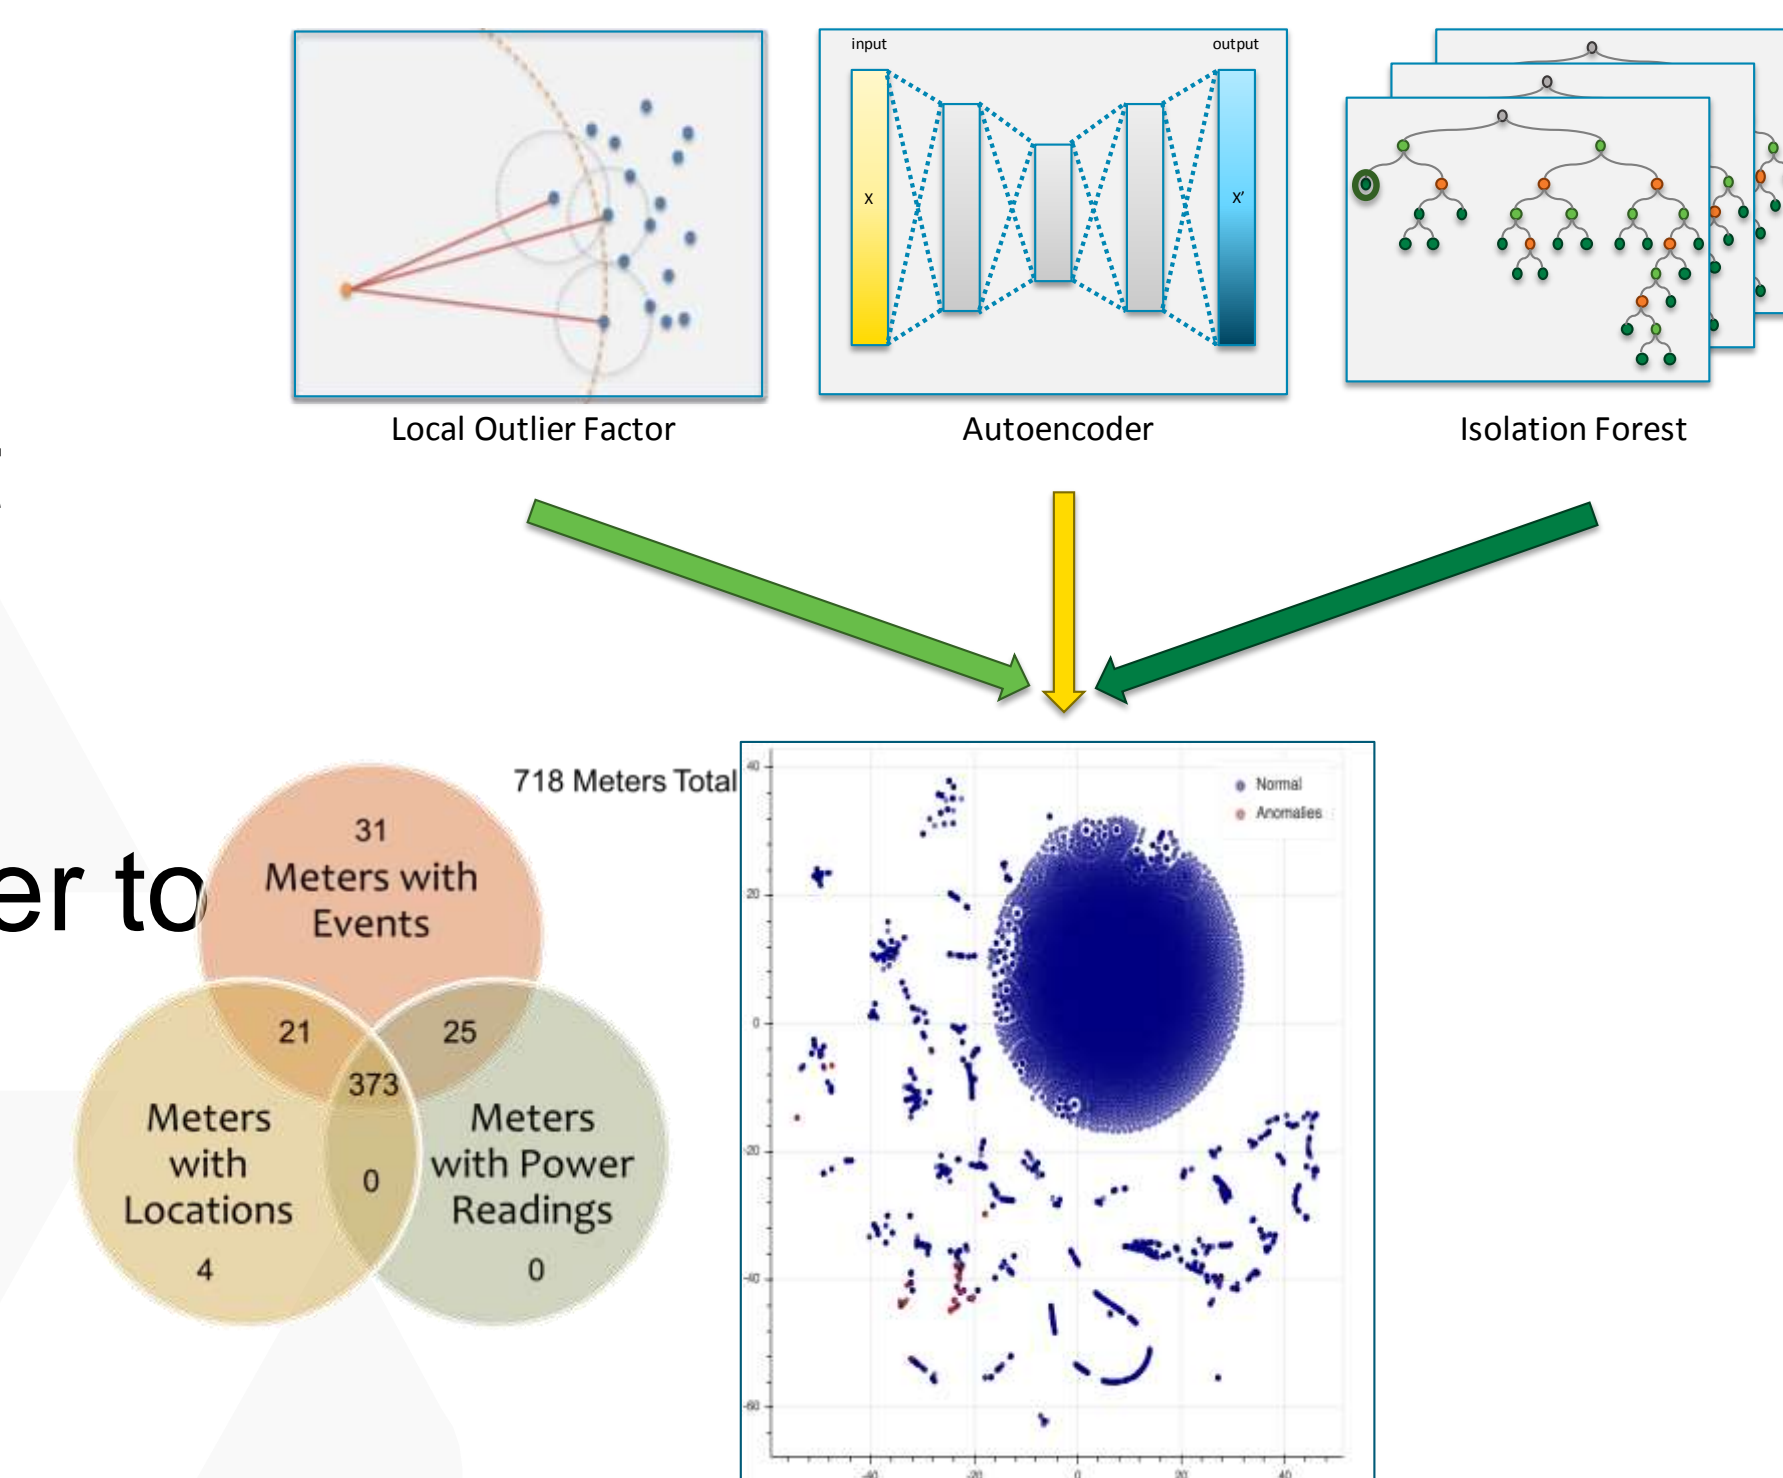 input
output
X
X'
Local Outlier Factor
Autoencoder
Isolation Forest
718 Meters Total
31
Meters with
Events
21
25
373
Meters
with
Locations
4
0
Meters
with Power
Readings
0
er to
Normal
Anomalies
40
20
0
-20
-40
-60
-40
-20
0
20
40